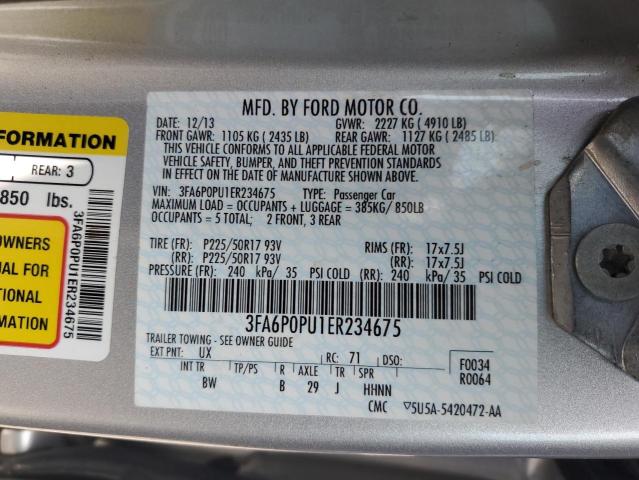 MFD. BY FORD MOTOR CO.
DATE: 12/13 GVWR: 2227 KG ( 4910 LB)
FRONT GAWR: 1105 KG ( 2435 LB) REAR GAWR: 1127 KG ( 2485 LB)
THIS VEHICLE CONFORMS TO ALL APPLICABLE FEDERAL MOTOR
VEHICLE SAFETY, BUMPER, AND THEFT PREVENTION STANDARDS
IN EFFECT ON THE DATE OF MANUFACTURE SHOWN ABOVE.
VIN: 3FA6P0PU1ER234675 TYPE: Passenger Car
MAXIMUM LOAD = OCCUPANTS + LUGGAGE = 385KG/ 850LB
OCCUPANTS = 5 TOTAL; 2 FRONT, 3 REAR
TIRE (FR): P225/50R17 93V RIMS (FR): 17x7.5J
(RR): P225/50R17 93V (RR): 17x7.5J
PRESSURE (FR): 240 kPa/ 35 PSI COLD (RR): 240 kPa/ 35 PSI COLD
3FA6P0PU1ER234675
TRAILER TOWING - SEE OWNER GUIDE
EXT PNT: UX RC: 71 DSO: F0034
INT TR TP/PS R AXLE TR SPR R0064
BW B 29 J HHNN
CMC SU5A-5420472-AA
FORMATION
REAR: 3
850 lbs.
OWNERS
UAL FOR
TIONAL
MATION
3FA6P0PU1ER234675